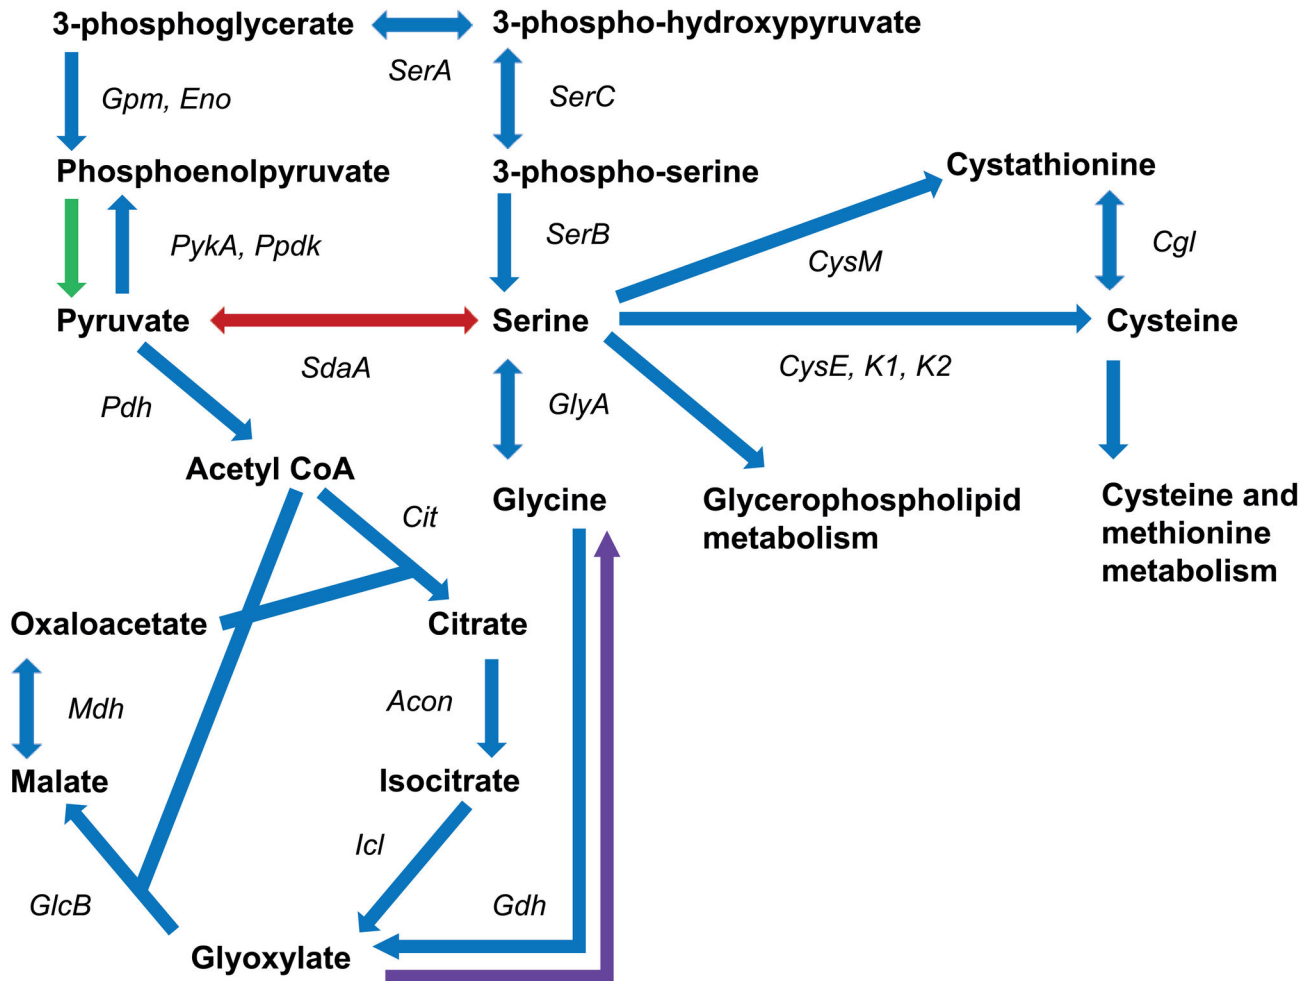 3-phosphoglycerate
3-phospho-hydroxypyruvate
SerA
Gpm, Eno
SerC
Phosphoenolpyruvate
3-phospho-serine
Cystathionine
PykA, Ppdk
SerB
CysM
Cgl
Pyruvate
Serine
Cysteine
SdaA
CysE, K1, K2
Pdh
GlyA
Acetyl CoA
Glycine
Glycerophospholipid
metabolism
Cysteine and
methionine
metabolism
Cit
Oxaloacetate
Citrate
Mdh
Acon
Malate
Isocitrate
Icl
GlcB
Gdh
Glyoxylate